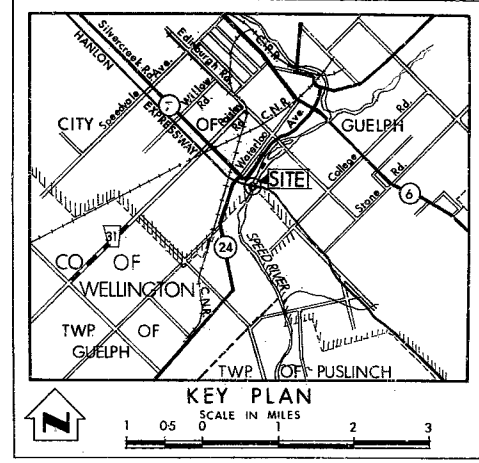 Silvercreek Rd.
Edinburgh Rd.
C.P.R.
HANLON
Speedvale Ave.
Willow Rd.
EXPRESSWAY
C.N.R.
Waterloo Ave.
CITY OF GUELPH
College Rd.
Stone Rd.
SITE
6
31
24
CO. OF
WELLINGTON
SPEED RIVER
C.N.R.
TWP. OF
GUELPH
TWP. OF PUSLINCH
KEY PLAN
SCALE IN MILES
N
1 0·5 0 1 2 3